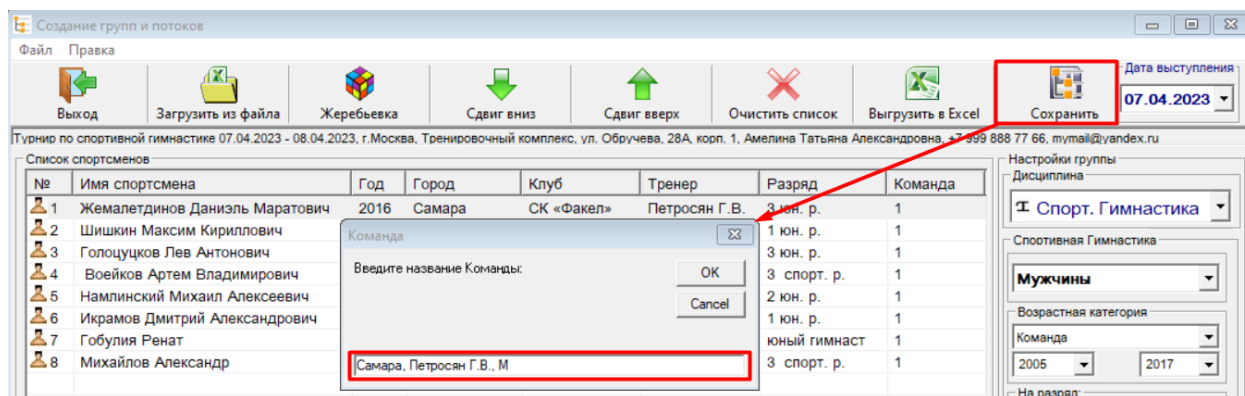 Создание групп и потоков
Файл Правка
Выход Загрузить из файла Жеребьевка Сдвиг вниз Сдвиг вверх Очистить список Выгрузить в Excel Сохранить
Дата выступления
07.04.2023
Турнир по спортивной гимнастике 07.04.2023 - 08.04.2023, г.Москва, Тренировочный комплекс, ул. Обручева, 28А, корп. 1, Амелина Татьяна Александровна, +7 999 888 77 66, mymail@yandex.ru
Список спортсменов
№ Имя спортсмена Год Город Клуб Тренер Разряд Команда
1 Жемалетдинов Даниэль Маратович 2016 Самара СК «Факел» Петросян Г.В. 3 юн. р. 1
2 Шишкин Максим Кириллович 1 юн. р. 1
3 Голоцуцков Лев Антонович 3 юн. р. 1
4 Воейков Артем Владимирович 3 спорт. р. 1
5 Намлинский Михаил Алексеевич 2 юн. р. 1
6 Икрамов Дмитрий Александрович 1 юн. р. 1
7 Гобулия Ренат юный гимнаст 1
8 Михайлов Александр 3 спорт. р. 1
Команда
Введите название Команды:
OK
Cancel
Самара, Петросян Г.В., М
Настройки группы
Дисциплина
Спорт. Гимнастика
Спортивная Гимнастика
Мужчины
Возрастная категория
Команда
2005 2017
На разряд: